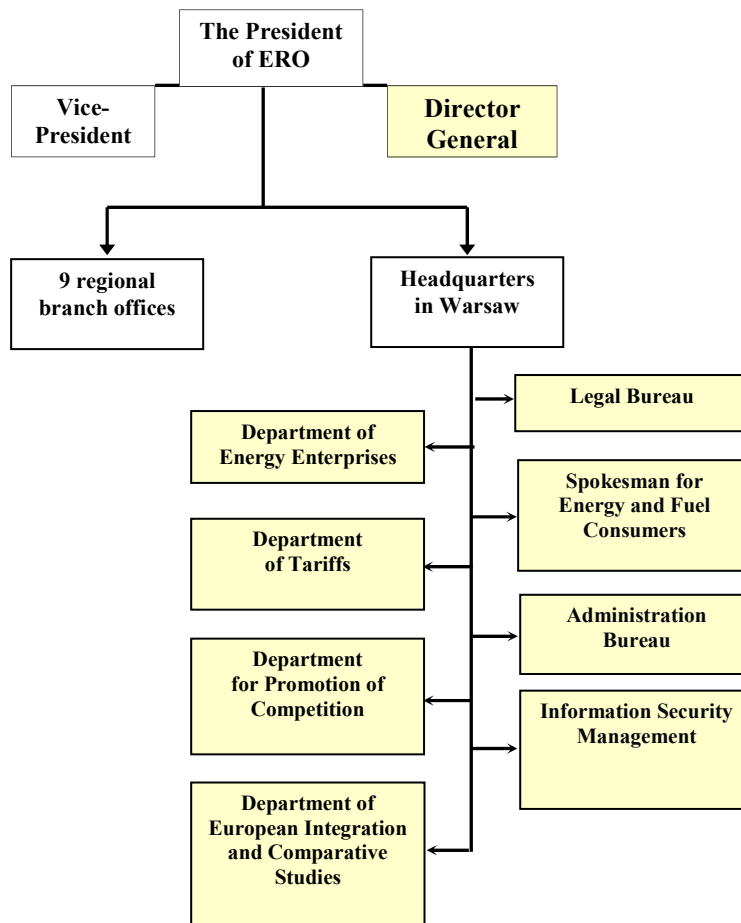 The President
of ERO
Vice-
President
Director
General
9 regional
branch offices
Headquarters
in Warsaw
Legal Bureau
Department of
Energy Enterprises
Spokesman for
Energy and Fuel
Consumers
Department
of Tariffs
Administration
Bureau
Department
for Promotion of
Competition
Information Security
Management
Department of
European Integration
and Comparative
Studies